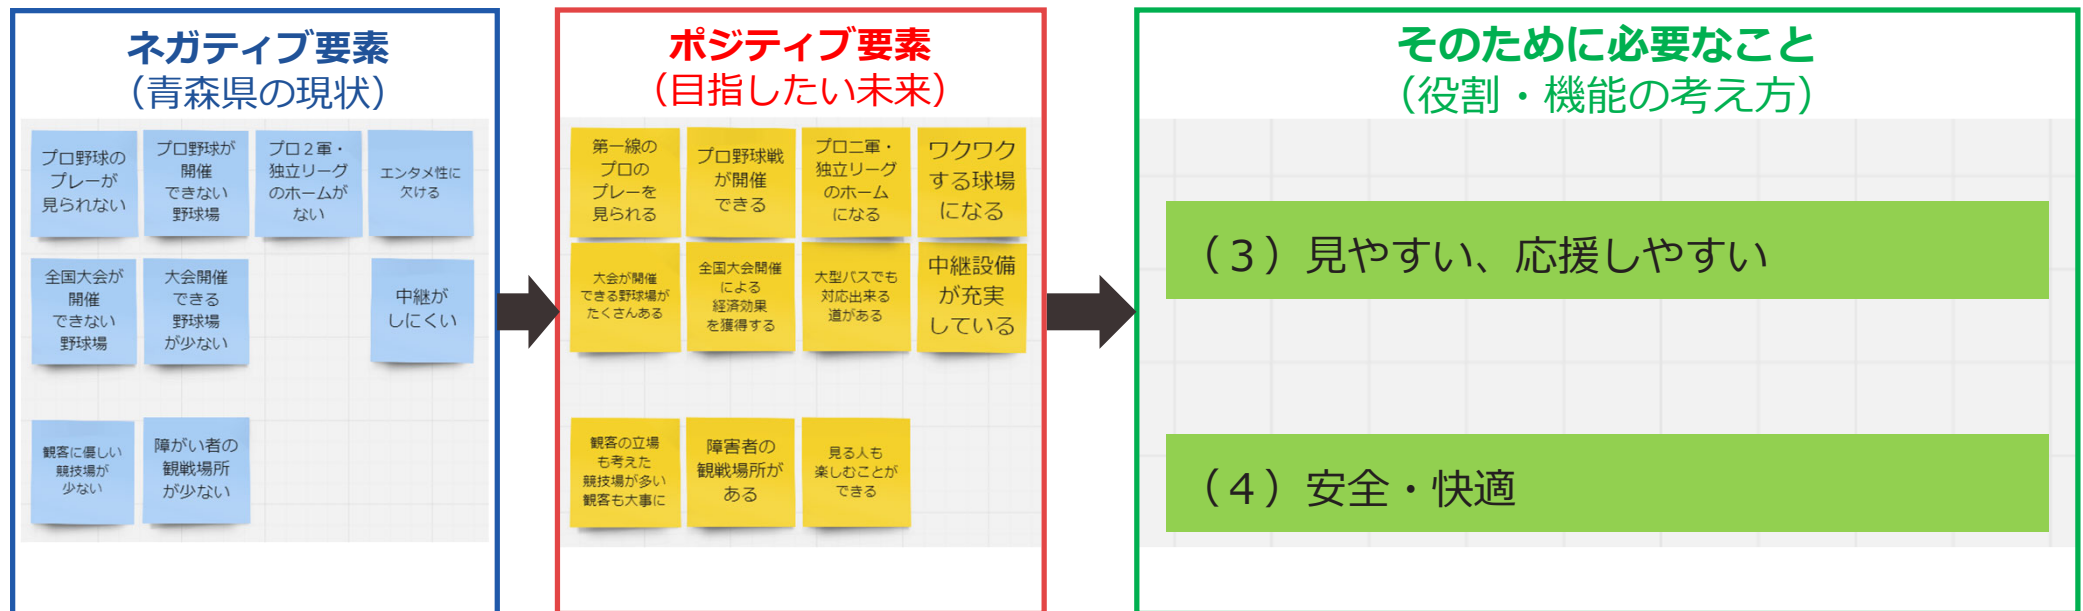 ネガティブ要素
（青森県の現状）
プロ野球の
プレーが
見られない
プロ野球が
開催
できない
野球場
プロ２軍・
独立リーグ
のホームが
ない
エンタメ性に
欠ける
全国大会が
開催
できない
野球場
大会開催
できる
野球場
が少ない
中継が
しにくい
観客に優しい
競技場が
少ない
障がい者の
観戦場所
が少ない
ポジティブ要素
（目指したい未来）
第一線の
プロの
プレーを
見られる
プロ野球戦
が開催
できる
プロ二軍・
独立リーグ
のホーム
になる
ワクワク
する球場
になる
大会が開催
できる野球場が
たくさんある
全国大会開催
による
経済効果
を獲得する
大型バスでも
対応出来る
道がある
中継設備
が充実
している
観客の立場
も考えた
競技場が多い
観客も大事に
障害者の
観戦場所が
ある
見る人も
楽しむことが
できる
そのために必要なこと
（役割・機能の考え方）
（３）見やすい、応援しやすい
（４）安全・快適